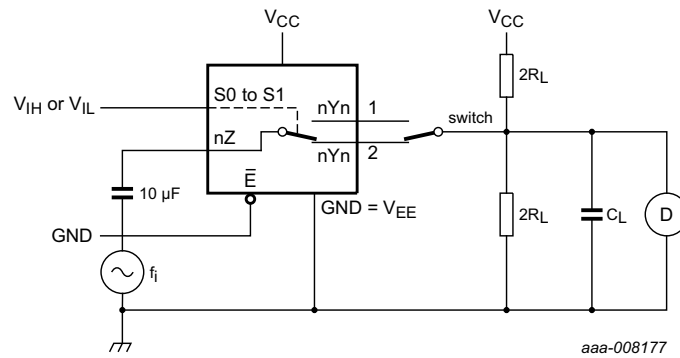 VCC
VCC
S0 to S1
VIH or VIL
nYn 1
2RL
switch
nZ
nYn 2
Ē
10 µF
GND = VEE
2RL
CL
D
GND
fi
aaa-008177